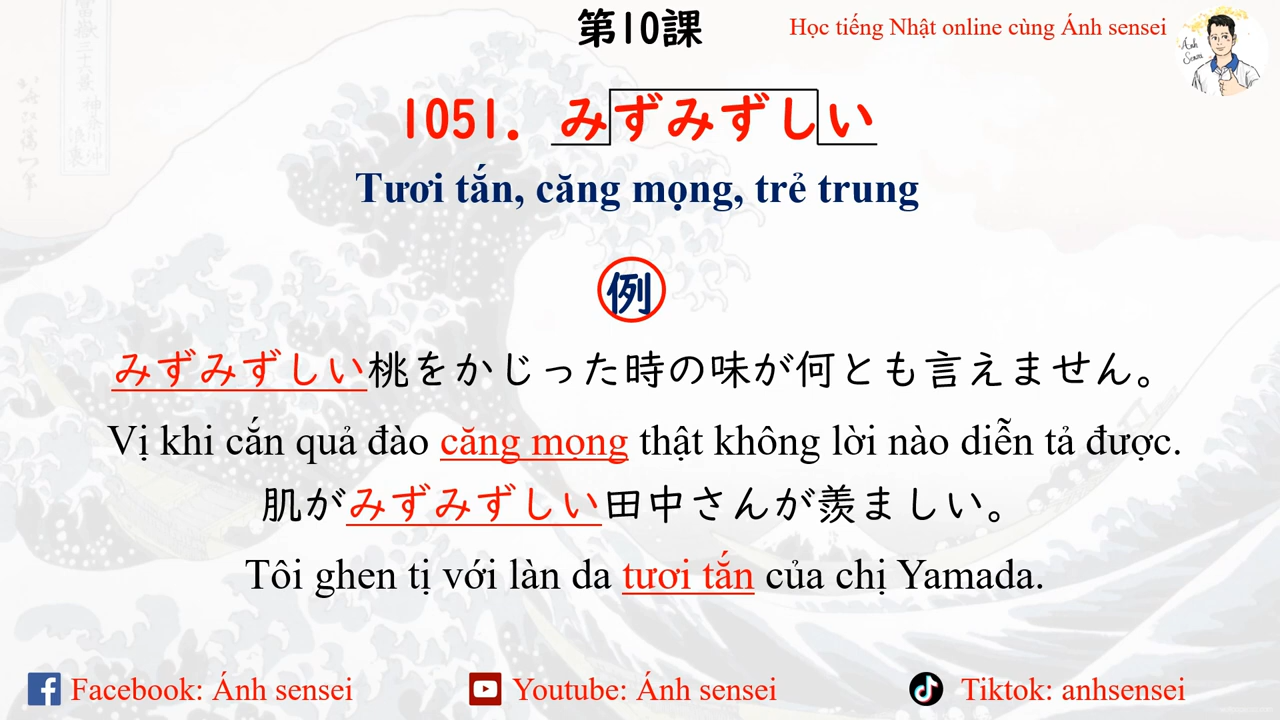 第10課
Học tiếng Nhật online cùng Ánh sensei
Ánh
Sensei
1051. みずみずしい
Tươi tắn, căng mọng, trẻ trung
例
みずみずしい桃をかじった時の味が何とも言えません。
Vị khi cắn quả đào căng mọng thật không lời nào diễn tả được.
肌がみずみずしい田中さんが羨ましい。
Tôi ghen tị với làn da tươi tắn của chị Yamada.
Facebook: Ánh sensei
Youtube: Ánh sensei
Tiktok: anhsensei